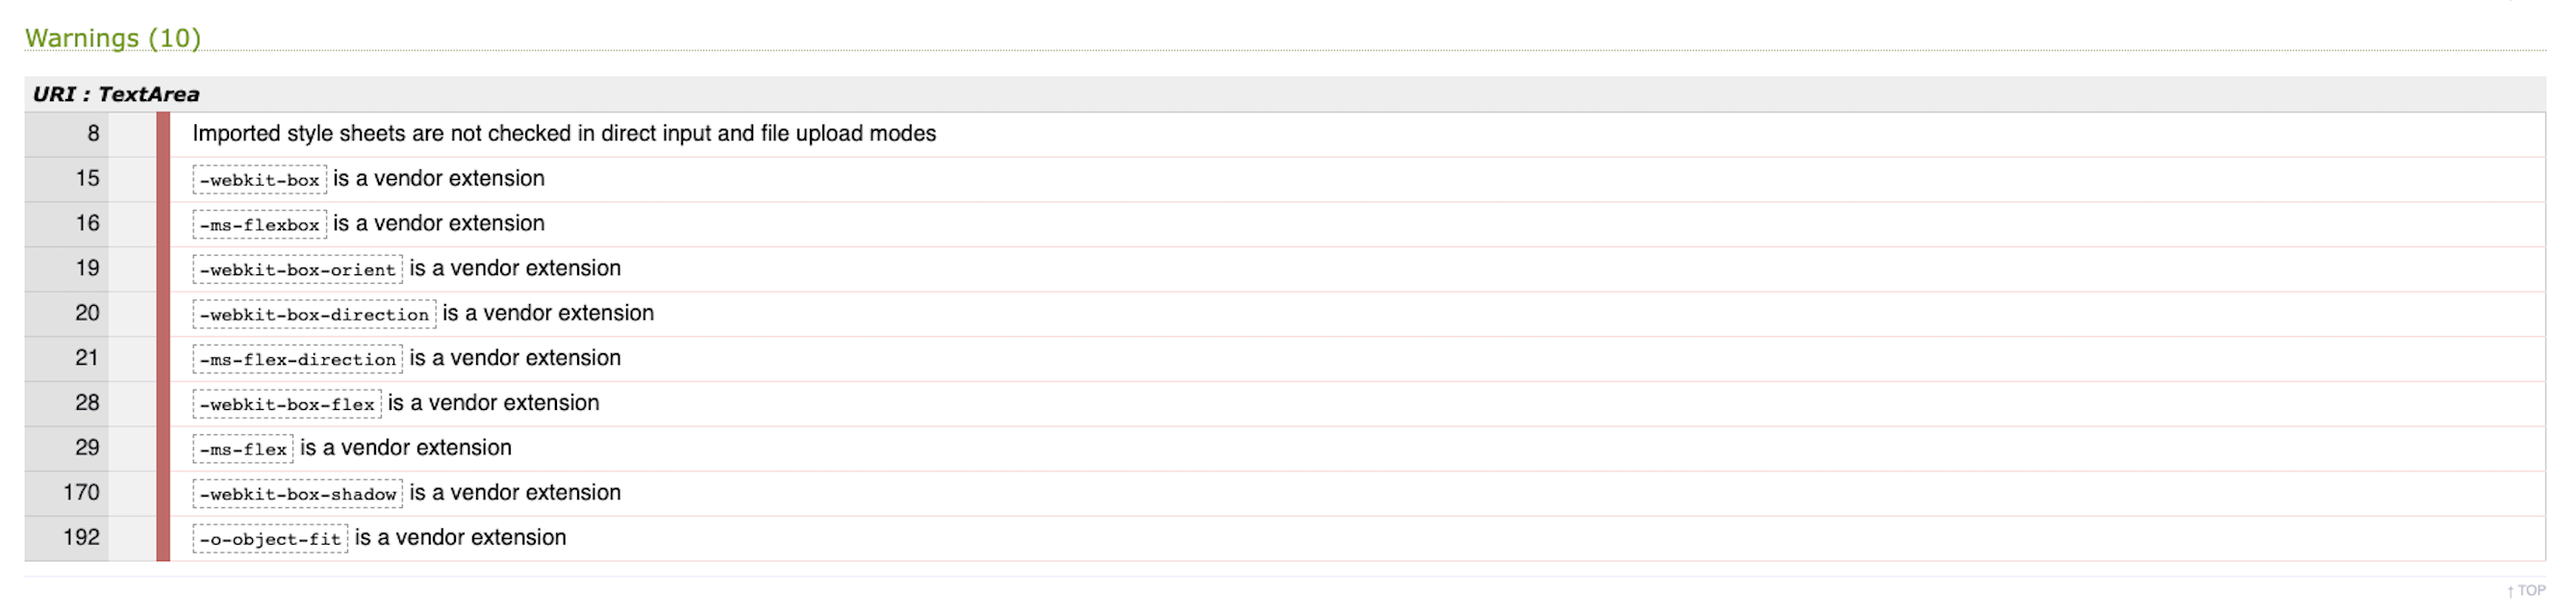 Warnings (10)
URI : TextArea
8 Imported style sheets are not checked in direct input and file upload modes
15 -webkit-box is a vendor extension
16 -ms-flexbox is a vendor extension
19 -webkit-box-orient is a vendor extension
20 -webkit-box-direction is a vendor extension
21 -ms-flex-direction is a vendor extension
28 -webkit-box-flex is a vendor extension
29 -ms-flex is a vendor extension
170 -webkit-box-shadow is a vendor extension
192 -o-object-fit is a vendor extension
↑ TOP